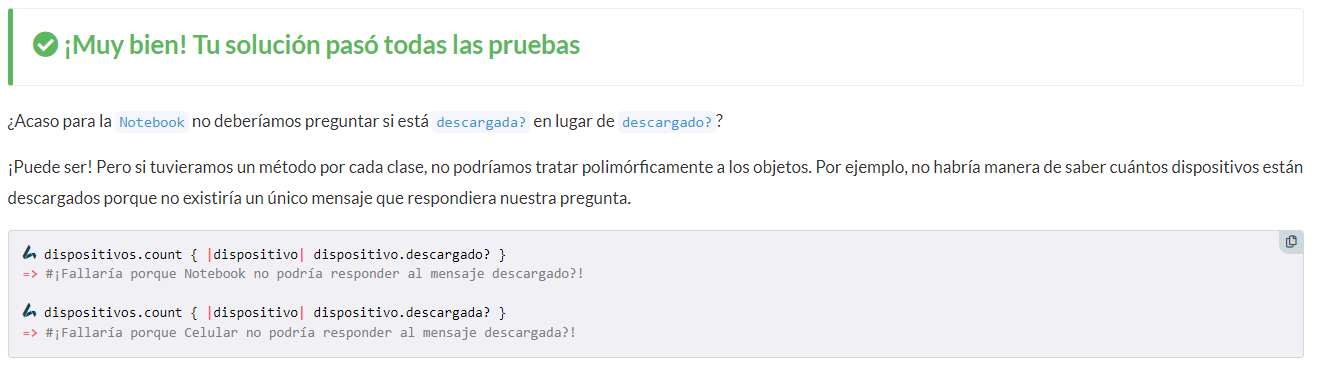 ¡Muy bien! Tu solución pasó todas las pruebas
¿Acaso para la Notebook no deberíamos preguntar si está descargada? en lugar de descargado??
¡Puede ser! Pero si tuvieramos un método por cada clase, no podríamos tratar polimórficamente a los objetos. Por ejemplo, no habría manera de saber cuántos dispositivos están
descargados porque no existiría un único mensaje que respondiera nuestra pregunta.
dispositivos.count { |dispositivo| dispositivo.descargado? }
=> #¡Fallaría porque Notebook no podría responder al mensaje descargado?!
dispositivos.count { |dispositivo| dispositivo.descargada? }
=> #¡Fallaría porque Celular no podría responder al mensaje descargada?!